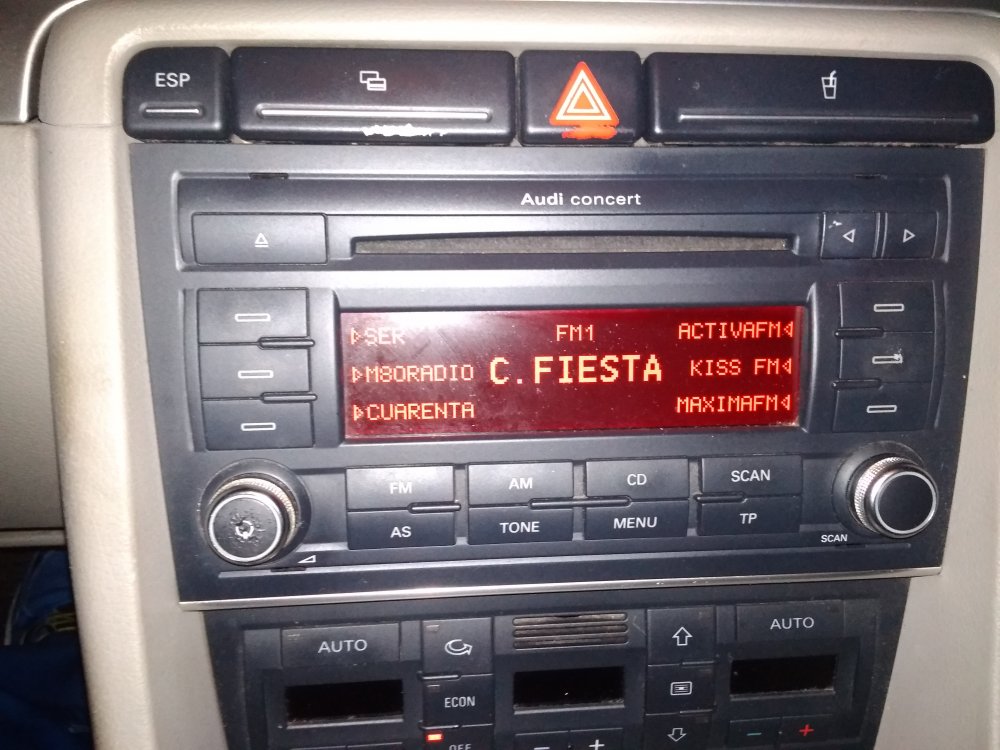 ESP
Audi concert
SER FM1 ACTIVAFM
M80RADIO C.FIESTA KISS FM
CUARENTA MAXIMAFM
FM AM CD SCAN
AS TONE MENU TP
SCAN
AUTO AUTO
ECON
OFF